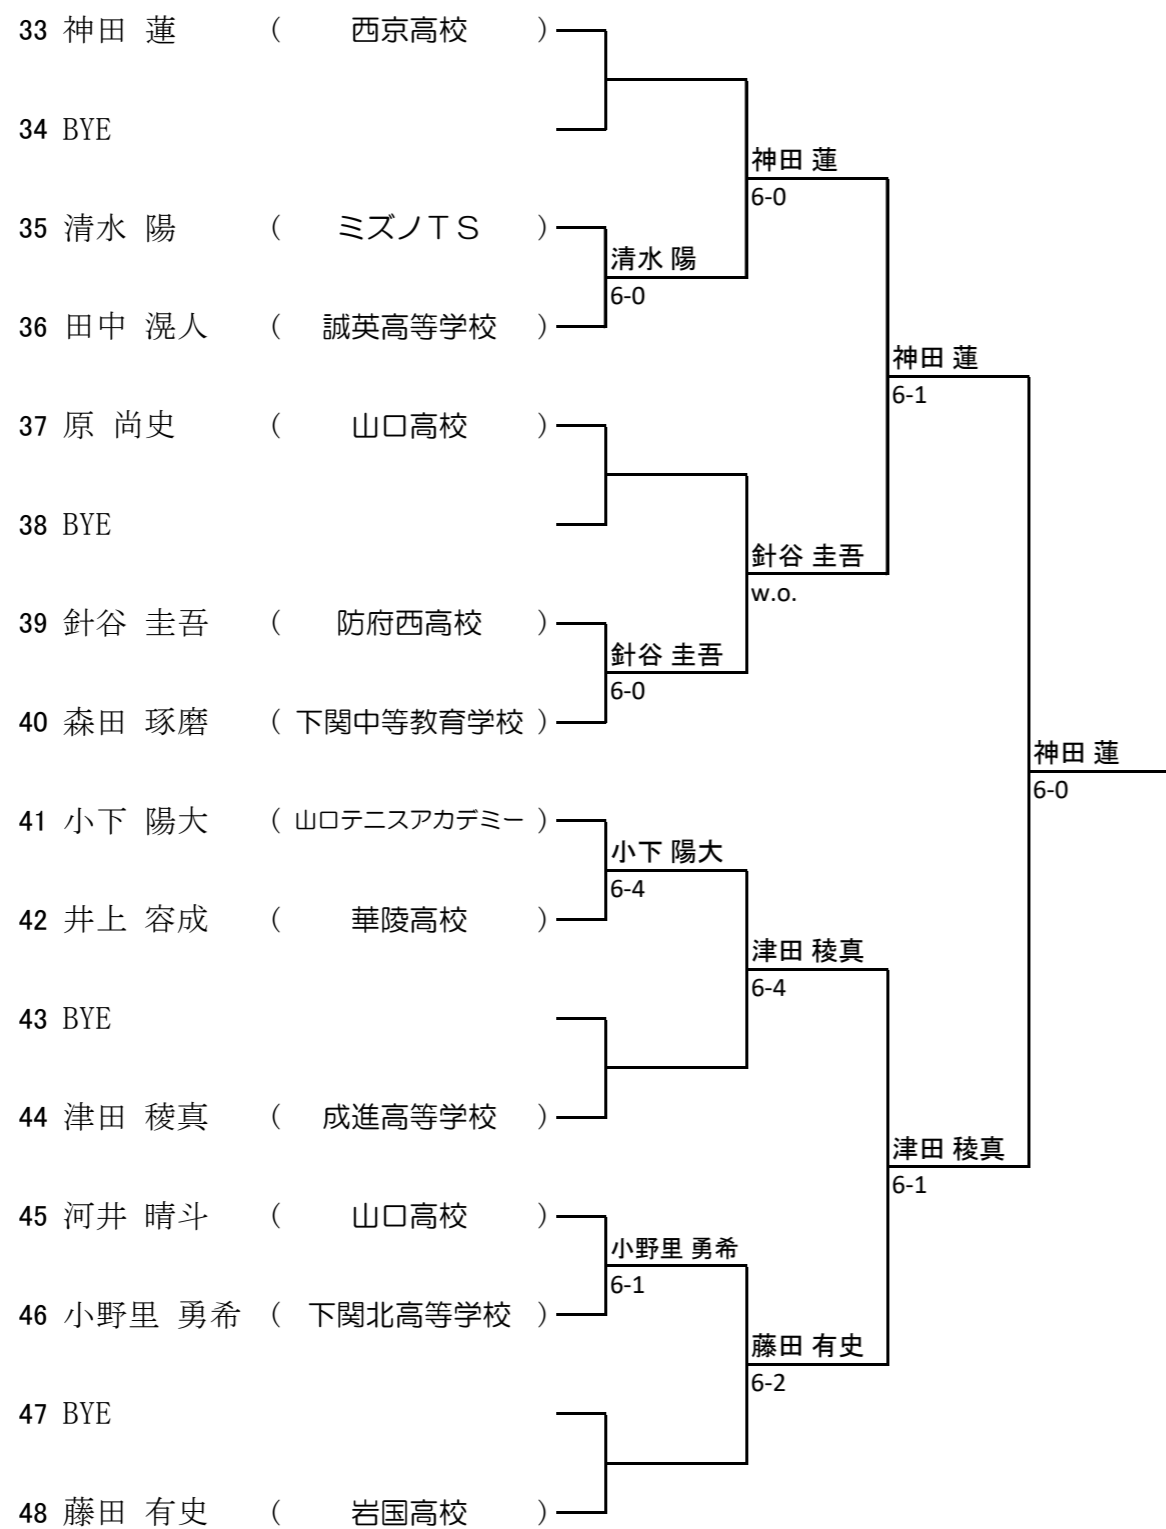 33 神田 蓮 ( 西京高校 )
34 BYE
神田 蓮
6-0
35 清水 陽 ( ミズノＴＳ )
清水 陽
6-0
36 田中 滉人 ( 誠英高等学校 )
神田 蓮
6-1
37 原 尚史 ( 山口高校 )
38 BYE
針谷 圭吾
w.o.
39 針谷 圭吾 ( 防府西高校 )
針谷 圭吾
6-0
40 森田 琢磨 ( 下関中等教育学校 )
神田 蓮
6-0
41 小下 陽大 ( 山口テニスアカデミー )
小下 陽大
6-4
42 井上 容成 ( 華陵高校 )
津田 稜真
6-4
43 BYE
44 津田 稜真 ( 成進高等学校 )
津田 稜真
6-1
45 河井 晴斗 ( 山口高校 )
小野里 勇希
6-1
46 小野里 勇希 ( 下関北高等学校 )
藤田 有史
6-2
47 BYE
48 藤田 有史 ( 岩国高校 )